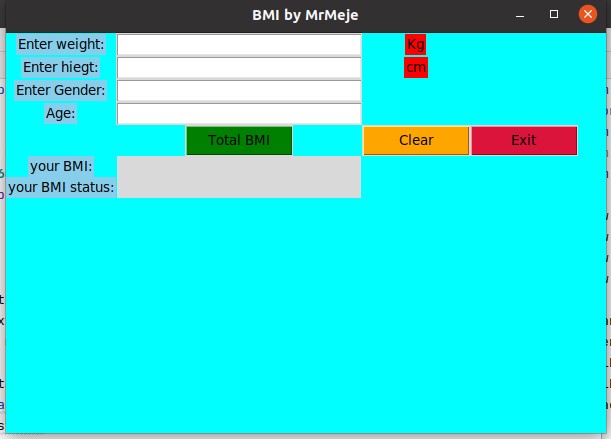 BMI by MrMeje
Enter weight: Kg
Enter hiegt: cm
Enter Gender:
Age:
Total BMI Clear Exit
your BMI:
your BMI status: